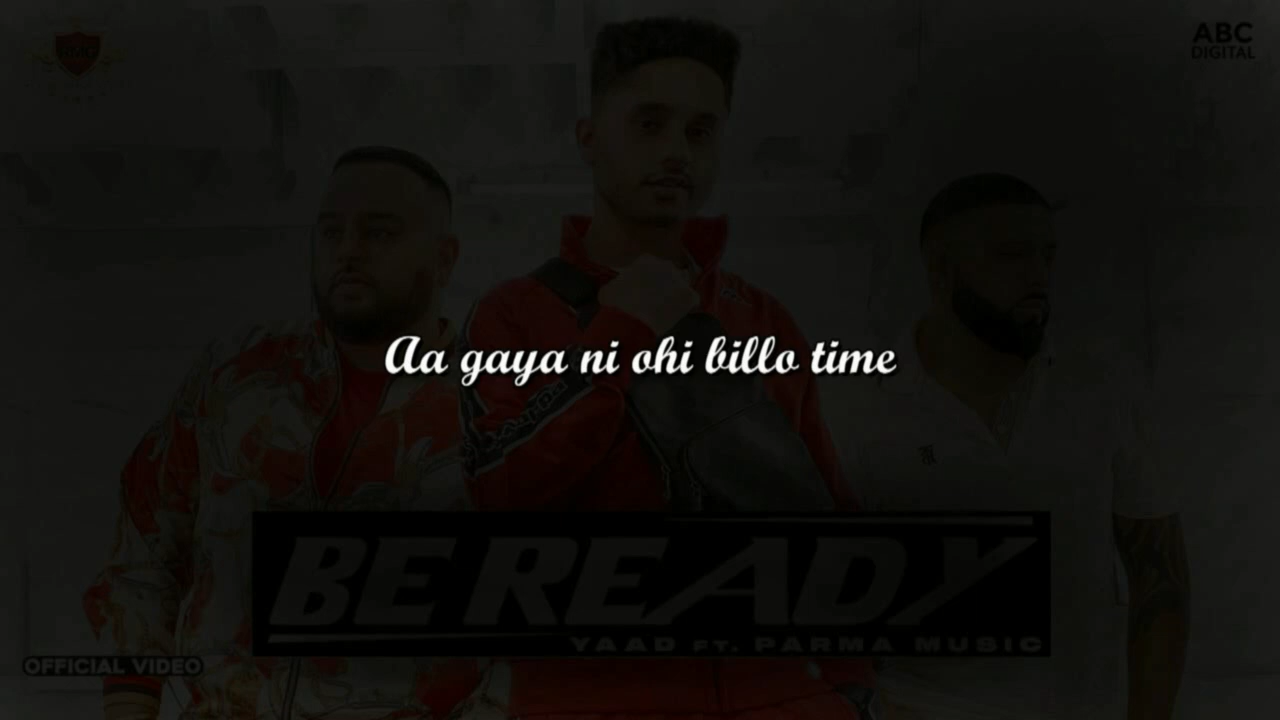 ABC
DIGITAL
Aa gaya ni ohi billo time
BE READY
YAAD FT. PARMA MUSIC
OFFICIAL VIDEO